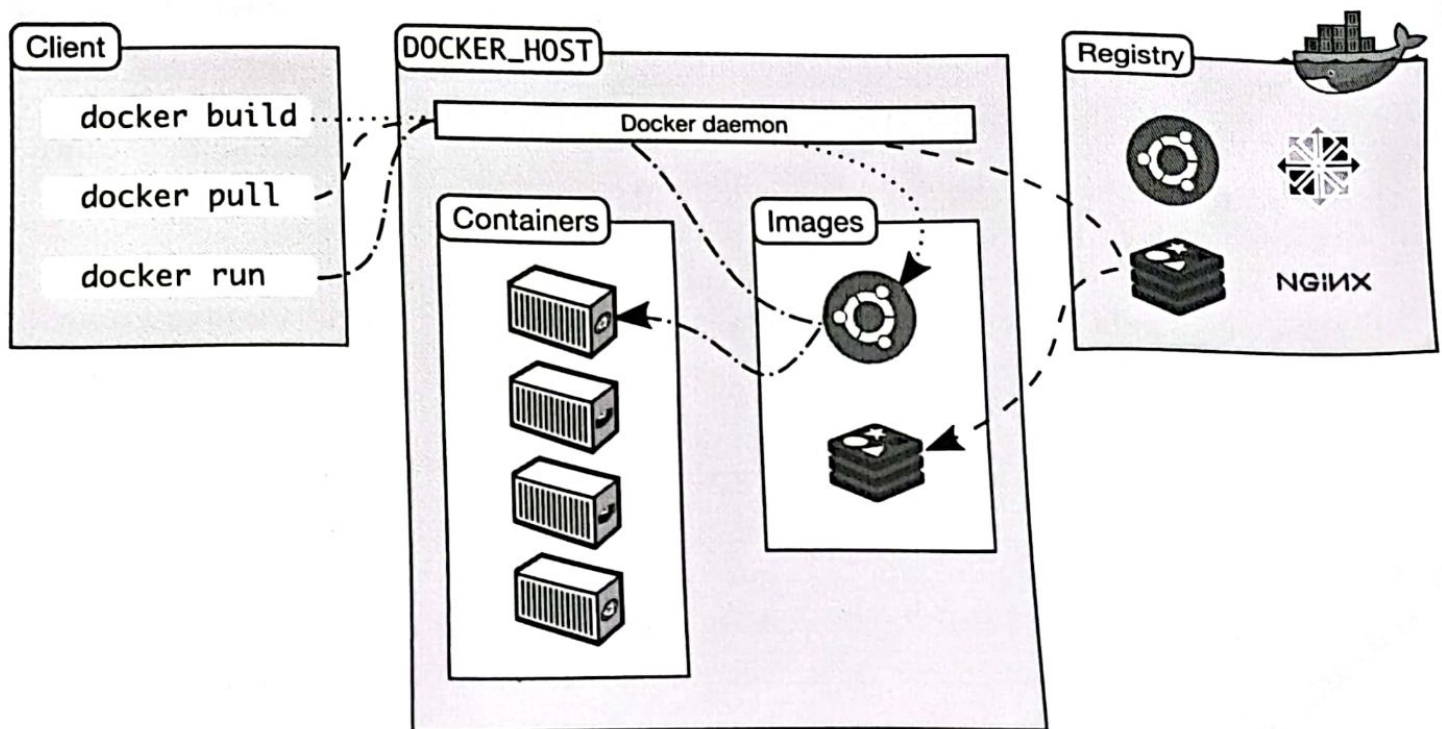 Client
docker build
docker pull
docker run
DOCKER_HOST
Docker daemon
Containers
Images
Registry
NGiNX